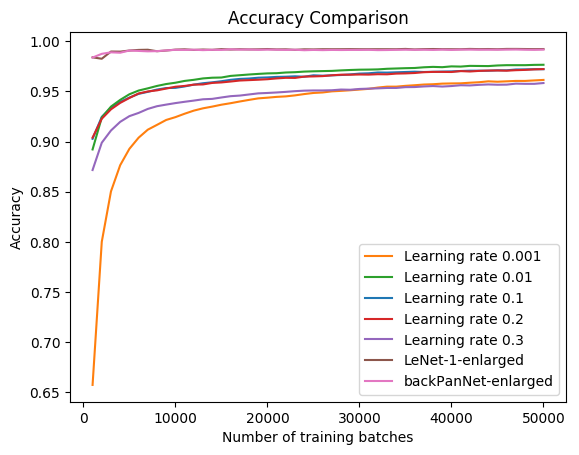 Accuracy Comparison
1.00
0.95
0.90
0.85
0.80
0.75
0.70
0.65
Accuracy
Learning rate 0.001
Learning rate 0.01
Learning rate 0.1
Learning rate 0.2
Learning rate 0.3
LeNet-1-enlarged
backPanNet-enlarged
0 10000 20000 30000 40000 50000
Number of training batches